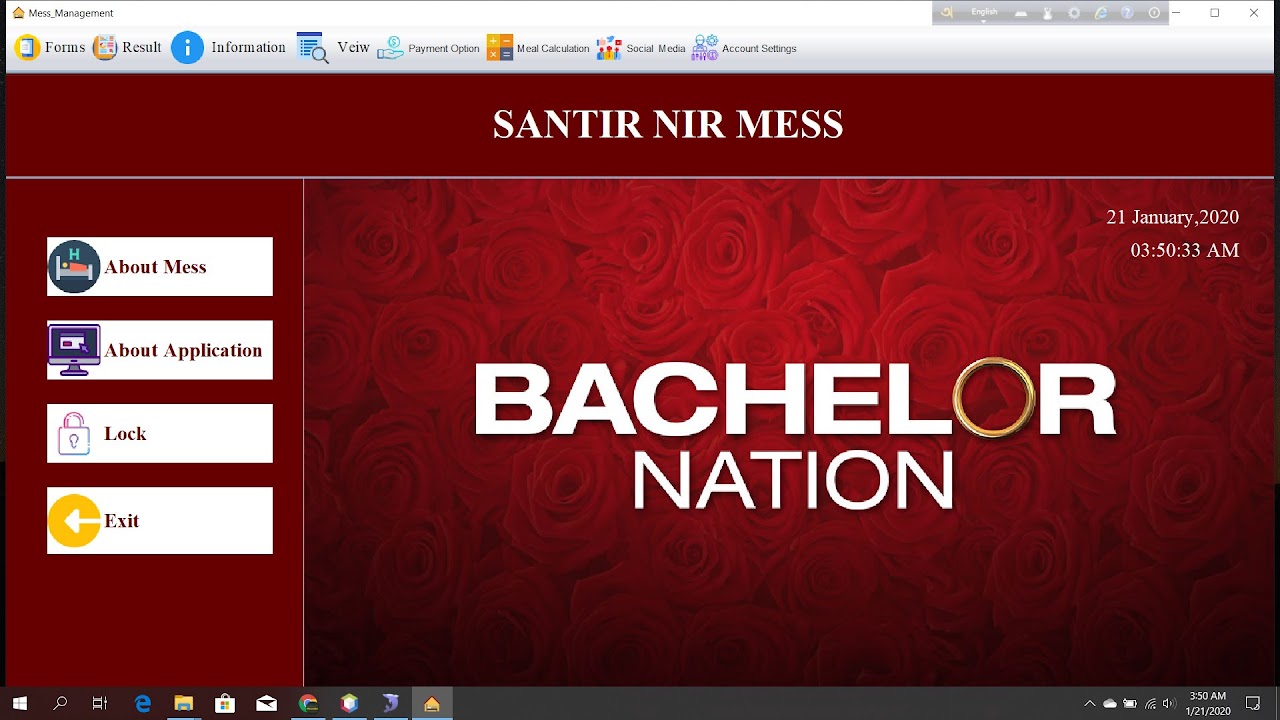 Mess_Management
English
Forms Result Information Veiw Payment Option Meal Calculation Social Media Account Settings
SANTIR NIR MESS
21 January,2020
03:50:33 AM
About Mess
About Application
Lock
Exit
BACHELOR
NATION
3:50 AM
1/21/2020